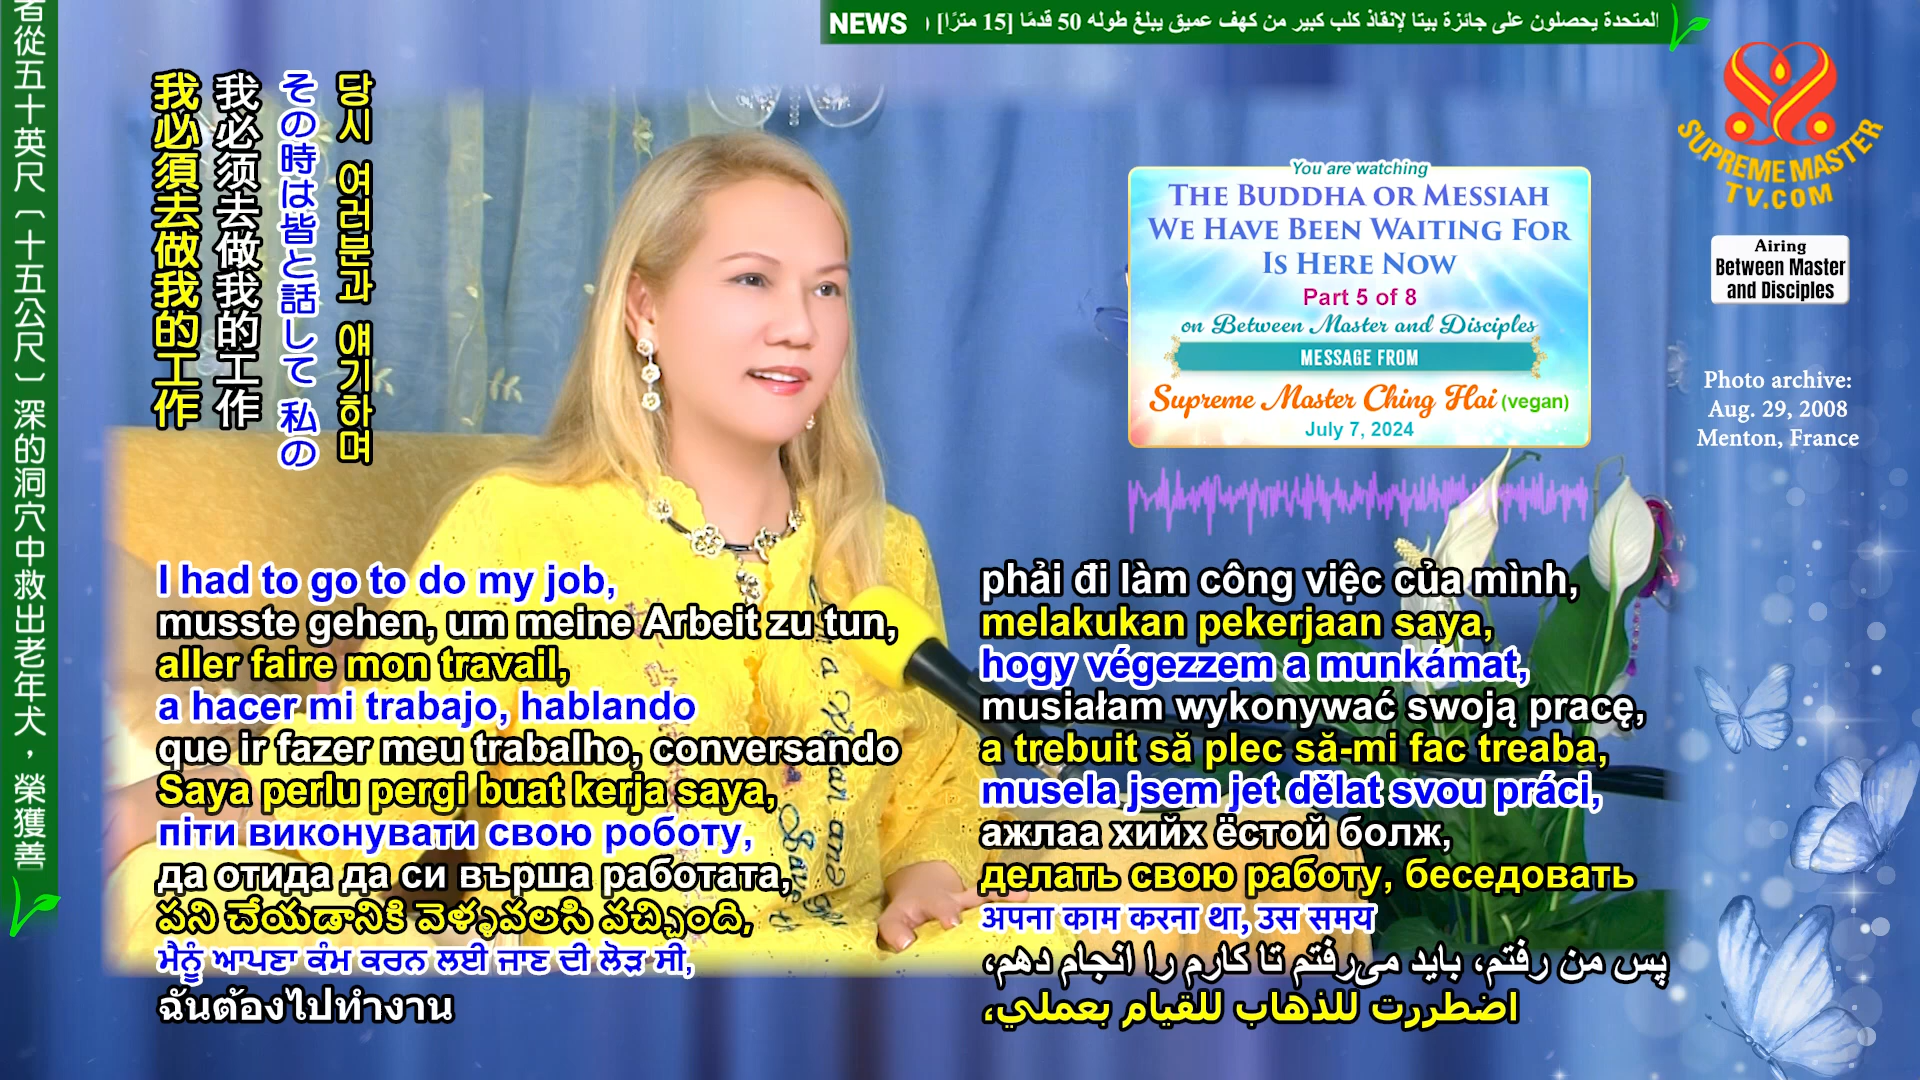 NEWS
المتحدة يحصلون على جائزة بيتا لإنقاذ كلب كبير من كهف عميق يبلغ طوله 50 قدمًا [15 مترًا]
者從五十英尺〔十五公尺〕深的洞穴中救出老年犬，榮獲善
我必須去做我的工作
我必须去做我的工作
その時は皆と話して 私の
당시 여러분과 얘기하며
You are watching
THE BUDDHA OR MESSIAH
WE HAVE BEEN WAITING FOR
IS HERE NOW
Part 5 of 8
on Between Master and Disciples
MESSAGE FROM
Supreme Master Ching Hai (vegan)
July 7, 2024
SUPREME MASTER
TV.COM
Airing
Between Master
and Disciples
Photo archive:
Aug. 29, 2008
Menton, France
I had to go to do my job,
musste gehen, um meine Arbeit zu tun,
aller faire mon travail,
a hacer mi trabajo, hablando
que ir fazer meu trabalho, conversando
Saya perlu pergi buat kerja saya,
піти виконувати свою роботу,
да отида да си върша работата,
పని చేయడానికి వెళ్ళవలసి వచ్చింది,
ਮੈਨੂੰ ਆਪਣਾ ਕੰਮ ਕਰਨ ਲਈ ਜਾਣ ਦੀ ਲੋੜ ਸੀ,
ฉันต้องไปทำงาน
phải đi làm công việc của mình,
melakukan pekerjaan saya,
hogy végezzem a munkámat,
musiałam wykonywać swoją pracę,
a trebuit să plec să-mi fac treaba,
musela jsem jet dělat svou práci,
ажлаа хийх ёстой болж,
делать свою работу, беседовать
अपना काम करना था, उस समय
پس من رفتم، باید می‌رفتم تا کارم را انجام دهم،
اضطررت للذهاب للقيام بعملي،